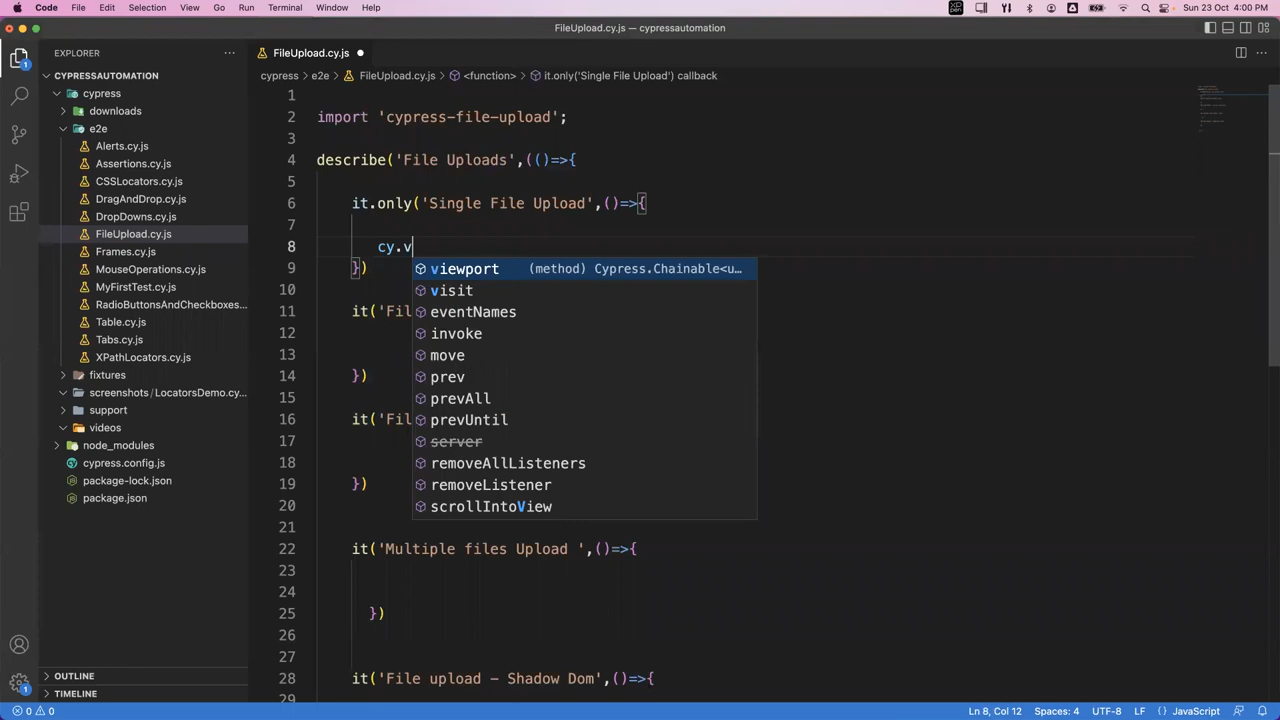 Code File Edit Selection View Go Run Terminal Window Help Sun 23 Oct 4:00 PM
FileUpload.cy.js — cypressautomation
EXPLORER
FileUpload.cy.js
CYPRESSAUTOMATION
cypress > e2e > FileUpload.cy.js > <function> > it.only('Single File Upload') callback
cypress
downloads
e2e
Alerts.cy.js
Assertions.cy.js
CSSLocators.cy.js
DragAndDrop.cy.js
DropDowns.cy.js
FileUpload.cy.js
Frames.cy.js
MouseOperations.cy.js
MyFirstTest.cy.js
RadioButtonsAndCheckboxes...
Table.cy.js
Tabs.cy.js
XPathLocators.cy.js
fixtures
screenshots / LocatorsDemo.cy...
support
videos
node_modules
cypress.config.js
package-lock.json
package.json
OUTLINE
TIMELINE
1
2 import 'cypress-file-upload';
3
4 describe('File Uploads',(()=>{
5
6 it.only('Single File Upload',()=>{
7
8 cy.v
9 })
10
11 it('Fil
12
13
14 })
15
16 it('Fil
17
18
19 })
20
21
22 it('Multiple files Upload ',()=>{
23
24
25 })
26
27
28 it('File upload - Shadow Dom',()=>{
29
viewport (method) Cypress.Chainable<u...
visit
eventNames
invoke
move
prev
prevAll
prevUntil
server
removeAllListeners
removeListener
scrollIntoView
1
0 0 Ln 8, Col 12 Spaces: 4 UTF-8 LF {} JavaScript